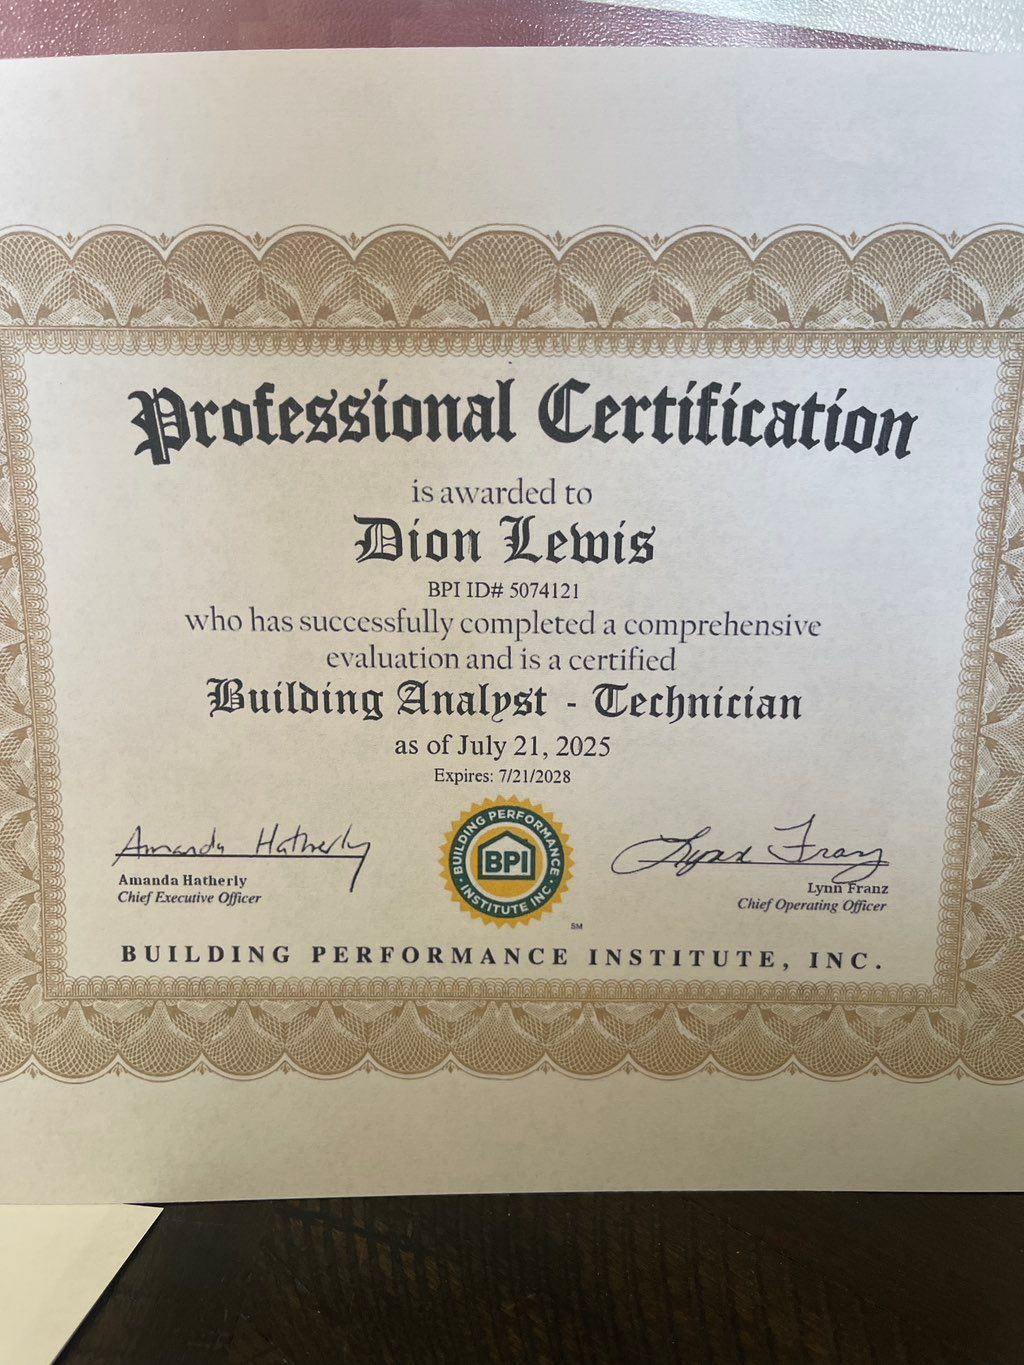 Professional Certification
is awarded to
Dion Lewis
BPI ID# 5074121
who has successfully completed a comprehensive
evaluation and is a certified
Building Analyst - Technician
as of July 21, 2025
Expires: 7/21/2028
Amanda Hatherly
Amanda Hatherly
Chief Executive Officer
BUILDING PERFORMANCE
BPI
INSTITUTE INC
SM
Lynn Franz
Lynn Franz
Chief Operating Officer
BUILDING PERFORMANCE INSTITUTE, INC.